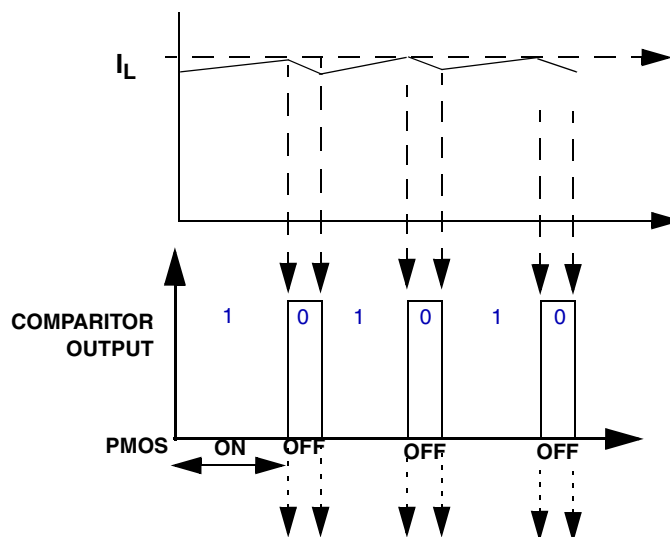 IL
COMPARITOR
OUTPUT
1 0 1 0 1 0
PMOS ON OFF OFF OFF